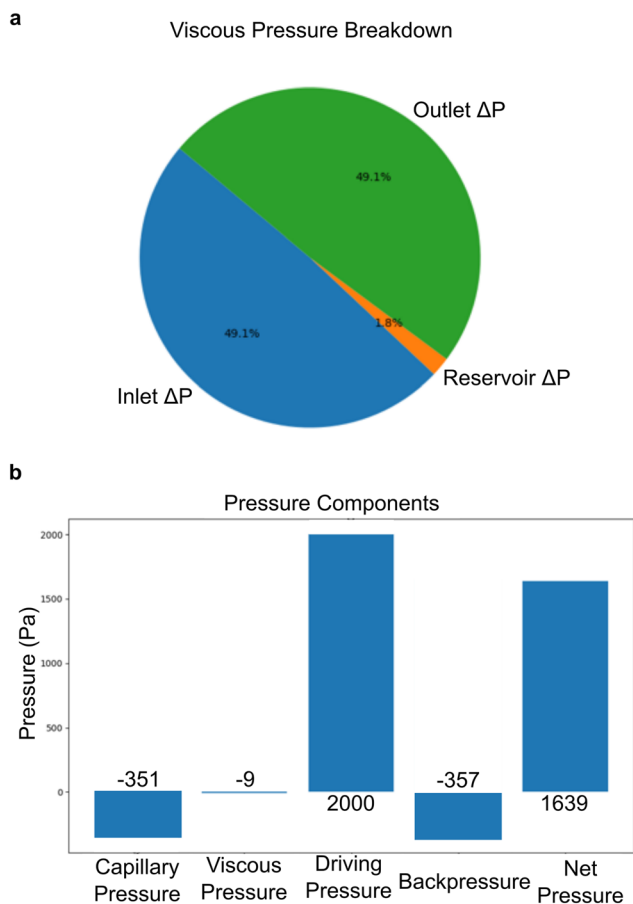 a
Viscous Pressure Breakdown
Outlet ΔP
49.1%
1.8%
49.1%
Reservoir ΔP
Inlet ΔP
b
Pressure Components
Pressure (Pa)
2000
1500
1000
500
0
-351
-9
2000
-357
1639
Capillary
Pressure
Viscous
Pressure
Driving
Pressure
Backpressure
Net
Pressure